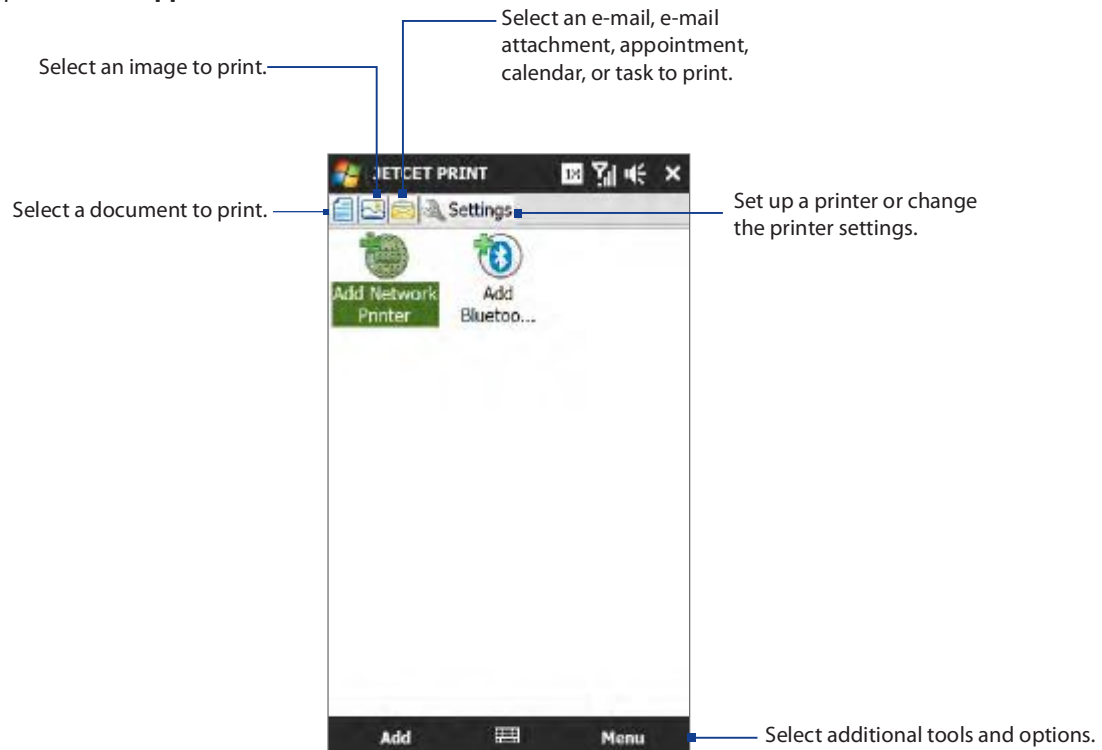 Select an e-mail, e-mail
attachment, appointment,
calendar, or task to print.
Select an image to print.
JETCET PRINT
Select a document to print.
Settings
Set up a printer or change
the printer settings.
Add Network
Printer
Add
Bluetoo...
Add
Menu
Select additional tools and options.